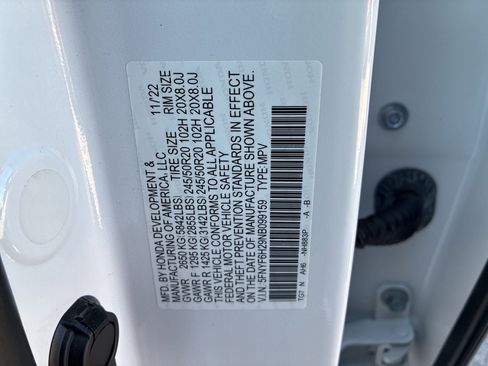 MFD. BY HONDA DEVELOPMENT &
MANUFACTURING OF AMERICA, LLC 11/22
TIRE SIZE RIM SIZE
GVWR 2650 KG(5842LBS)
GAWR F 1295 KG(2855LBS) 245/50R20 102H 20X8.0J
GAWR R 1425 KG(3142LBS) 245/50R20 102H 20X8.0J
THIS VEHICLE CONFORMS TO ALL APPLICABLE
FEDERAL MOTOR VEHICLE SAFETY
AND THEFT PREVENTION STANDARDS IN EFFECT
ON THE DATE OF MANUFACTURE SHOWN ABOVE.
V.I.N: 5FNYF6H29NB099159 TYPE:MPV
TG7 N AH6 -NH883P -A -B